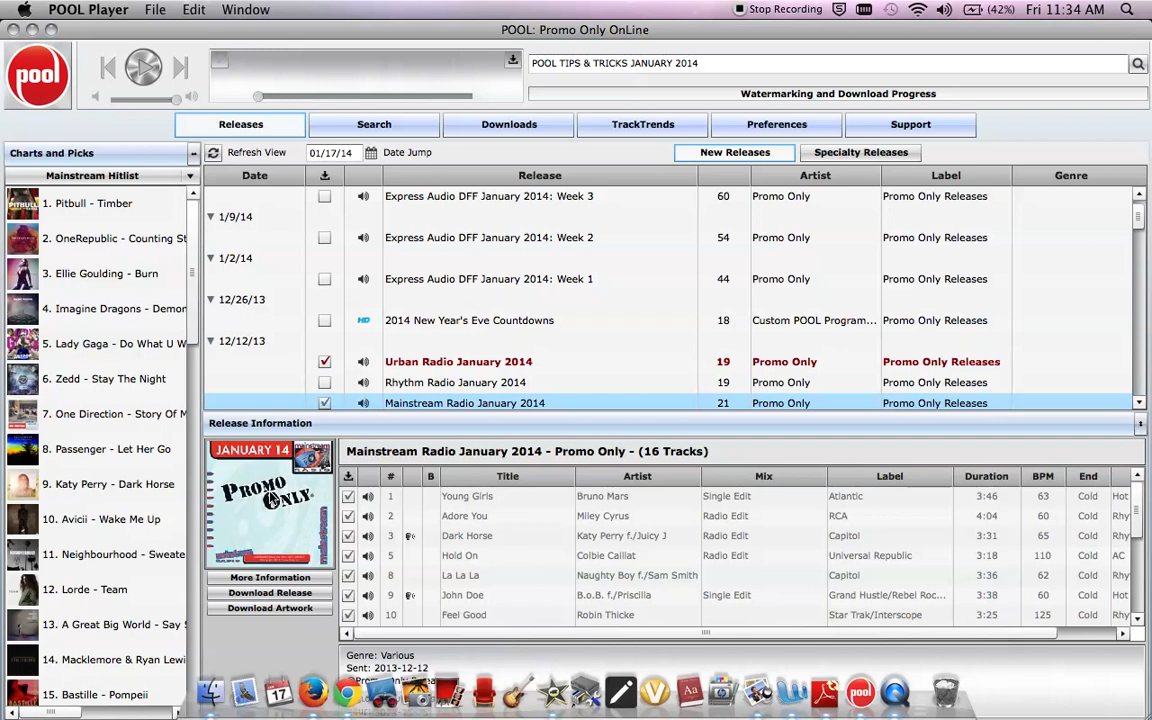 POOL Player File Edit Window Stop Recording (42%) Fri 11:34 AM
POOL: Promo Only OnLine
pool
POOL TIPS & TRICKS JANUARY 2014
Watermarking and Download Progress
Releases Search Downloads TrackTrends Preferences Support
Charts and Picks Refresh View 01/17/14 Date Jump New Releases Specialty Releases
Mainstream Hitlist
Date Release Artist Label Genre
1. Pitbull - Timber
2. OneRepublic - Counting St
3. Ellie Goulding - Burn
4. Imagine Dragons - Demon
5. Lady Gaga - Do What U W
6. Zedd - Stay The Night
7. One Direction - Story Of M
8. Passenger - Let Her Go
9. Katy Perry - Dark Horse
10. Avicii - Wake Me Up
11. Neighbourhood - Sweate
12. Lorde - Team
13. A Great Big World - Say S
14. Macklemore & Ryan Lewi
15. Bastille - Pompeii
Express Audio DFF January 2014: Week 3 60 Promo Only Promo Only Releases
1/9/14
Express Audio DFF January 2014: Week 2 54 Promo Only Promo Only Releases
1/2/14
Express Audio DFF January 2014: Week 1 44 Promo Only Promo Only Releases
12/26/13
HD 2014 New Year's Eve Countdowns 18 Custom POOL Program... Promo Only Releases
12/12/13
Urban Radio January 2014 19 Promo Only Promo Only Releases
Rhythm Radio January 2014 19 Promo Only Promo Only Releases
Mainstream Radio January 2014 21 Promo Only Promo Only Releases
Release Information
JANUARY 14
PROMO ONLY
More Information
Download Release
Download Artwork
Mainstream Radio January 2014 - Promo Only - (16 Tracks)
# B Title Artist Mix Label Duration BPM End
1 Young Girls Bruno Mars Single Edit Atlantic 3:46 63 Cold Hot
2 Adore You Miley Cyrus Radio Edit RCA 4:04 60 Cold Rhy
3 Dark Horse Katy Perry f./Juicy J Radio Edit Capitol 3:31 65 Cold Rhy
5 Hold On Colbie Caillat Radio Edit Universal Republic 3:18 110 Cold AC
8 La La La Naughty Boy f./Sam Smith Capitol 3:36 62 Cold Hot
9 John Doe B.o.B. f./Priscilla Single Edit Grand Hustle/Rebel Roc... 3:38 60 Cold Rhy
10 Feel Good Robin Thicke Star Trak/Interscope 3:25 125 Cold Rhy
Genre: Various
Sent: 2013-12-12
17
Aa
pool